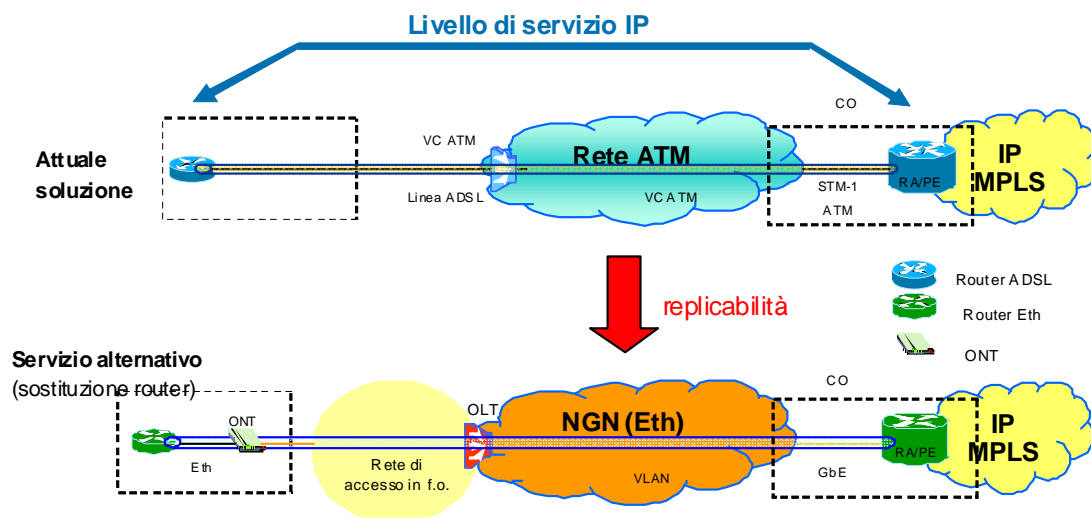 Livello di servizio IP
CO
VC ATM
Rete ATM
IP
MPLS
Attuale
soluzione
RA/PE
Linea ADSL
VC ATM
STM-1
ATM
replicabilità
Router ADSL
Router Eth
ONT
Servizio alternativo
(sostituzione router)
CO
ONT
OLT
NGN (Eth)
IP
MPLS
RA/PE
Eth
Rete di
accesso in f.o.
VLAN
GbE